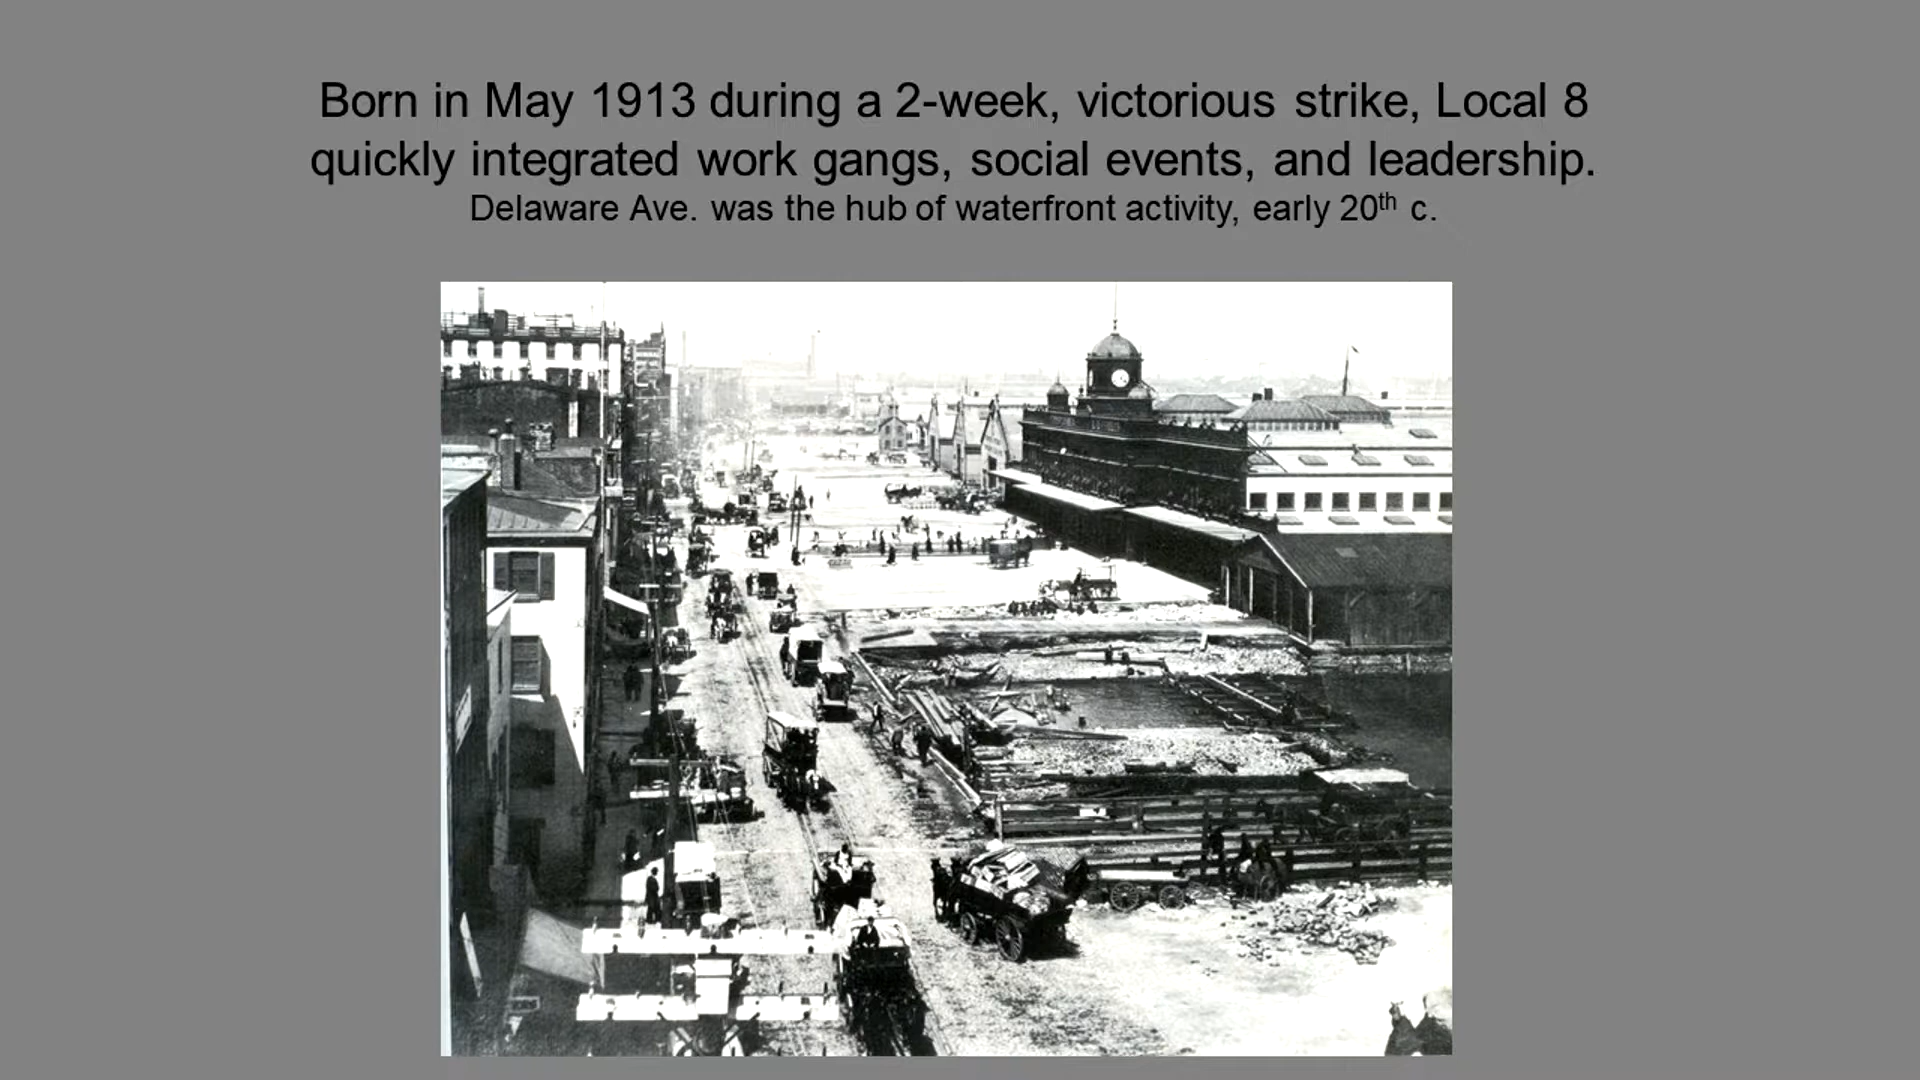 Born in May 1913 during a 2-week, victorious strike, Local 8
quickly integrated work gangs, social events, and leadership.
Delaware Ave. was the hub of waterfront activity, early 20th c.